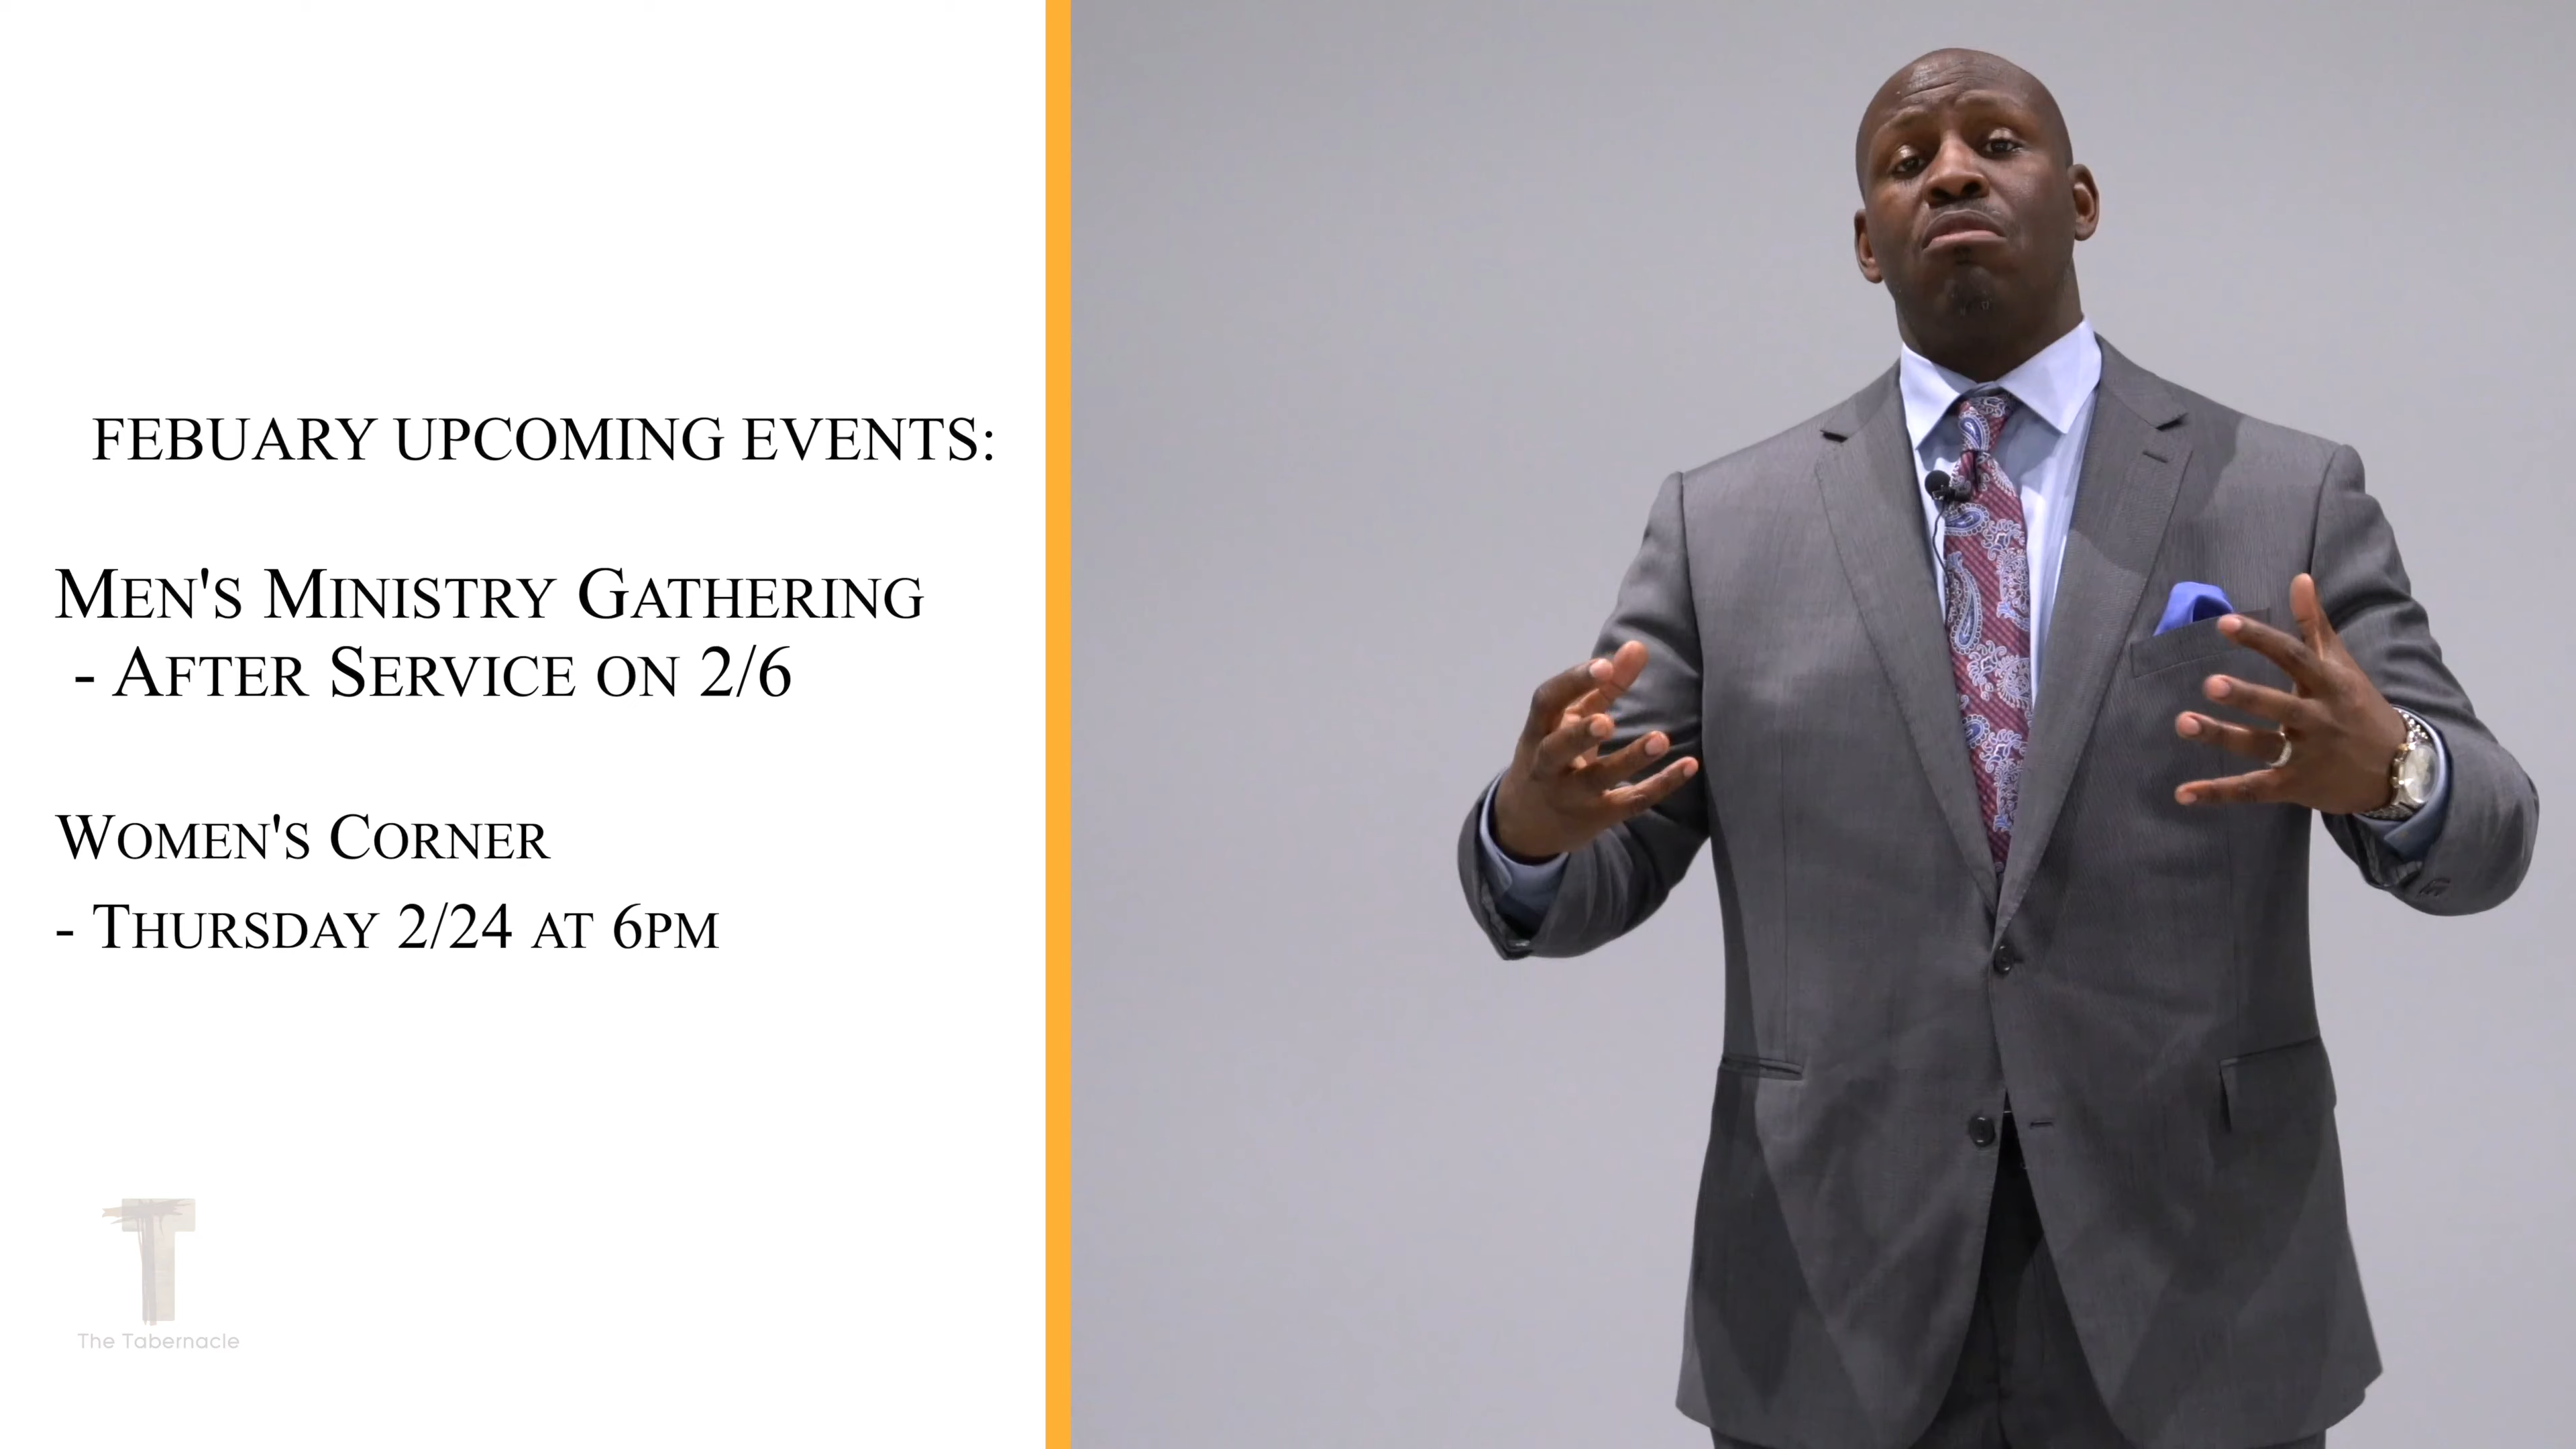 FEBUARY UPCOMING EVENTS:
MEN'S MINISTRY GATHERING
- AFTER SERVICE ON 2/6
WOMEN'S CORNER
- THURSDAY 2/24 AT 6PM
The Tabernacle